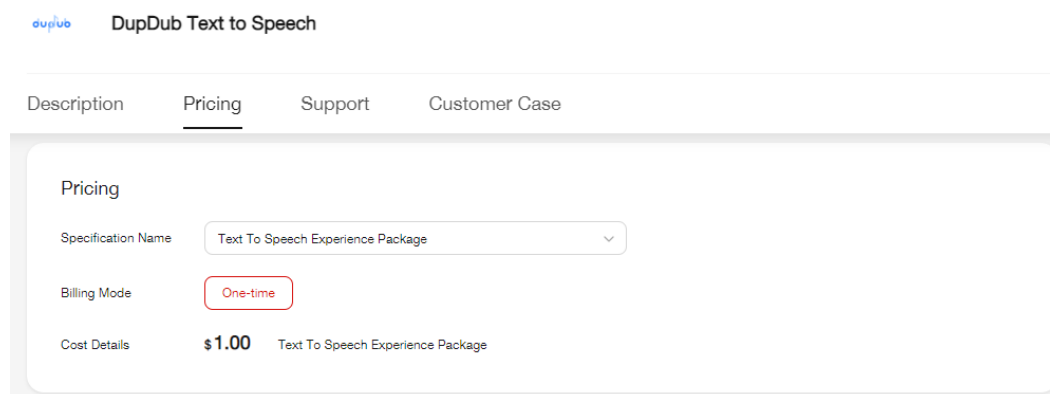 dupdub DupDub Text to Speech
Description Pricing Support Customer Case
Pricing
Specification Name Text To Speech Experience Package
Billing Mode One-time
Cost Details $1.00 Text To Speech Experience Package